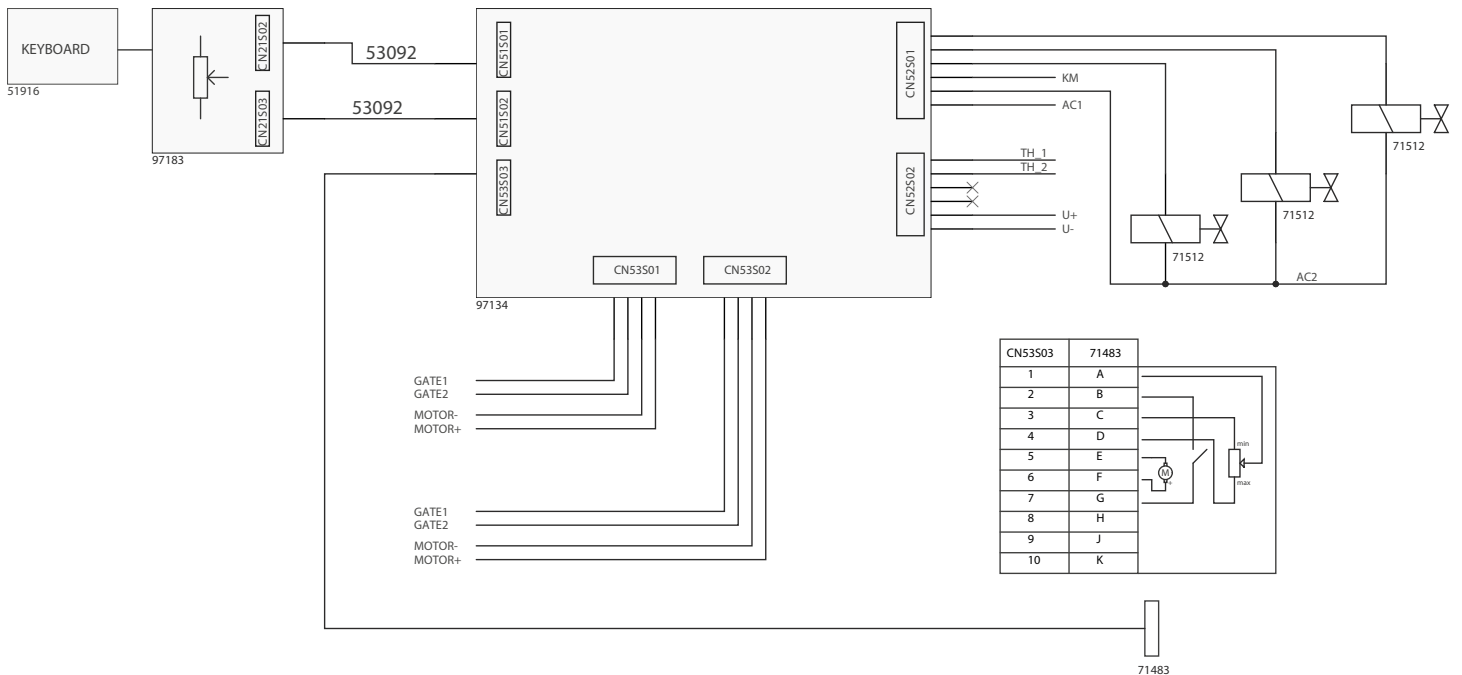 KEYBOARD
51916
CN21S02
CN21S03
97183
53092
53092
CN51S01
CN51S02
CN53S03
CN52S01
CN52S02
CN53S01
CN53S02
97134
KM
AC1
TH_1
TH_2
U+
U-
71512
71512
71512
AC2
GATE1
GATE2
MOTOR-
MOTOR+
GATE1
GATE2
MOTOR-
MOTOR+
CN53S03 71483
1 A
2 B
3 C
4 D
5 E
6 F
7 G
8 H
9 J
10 K
min
M
+
max
71483